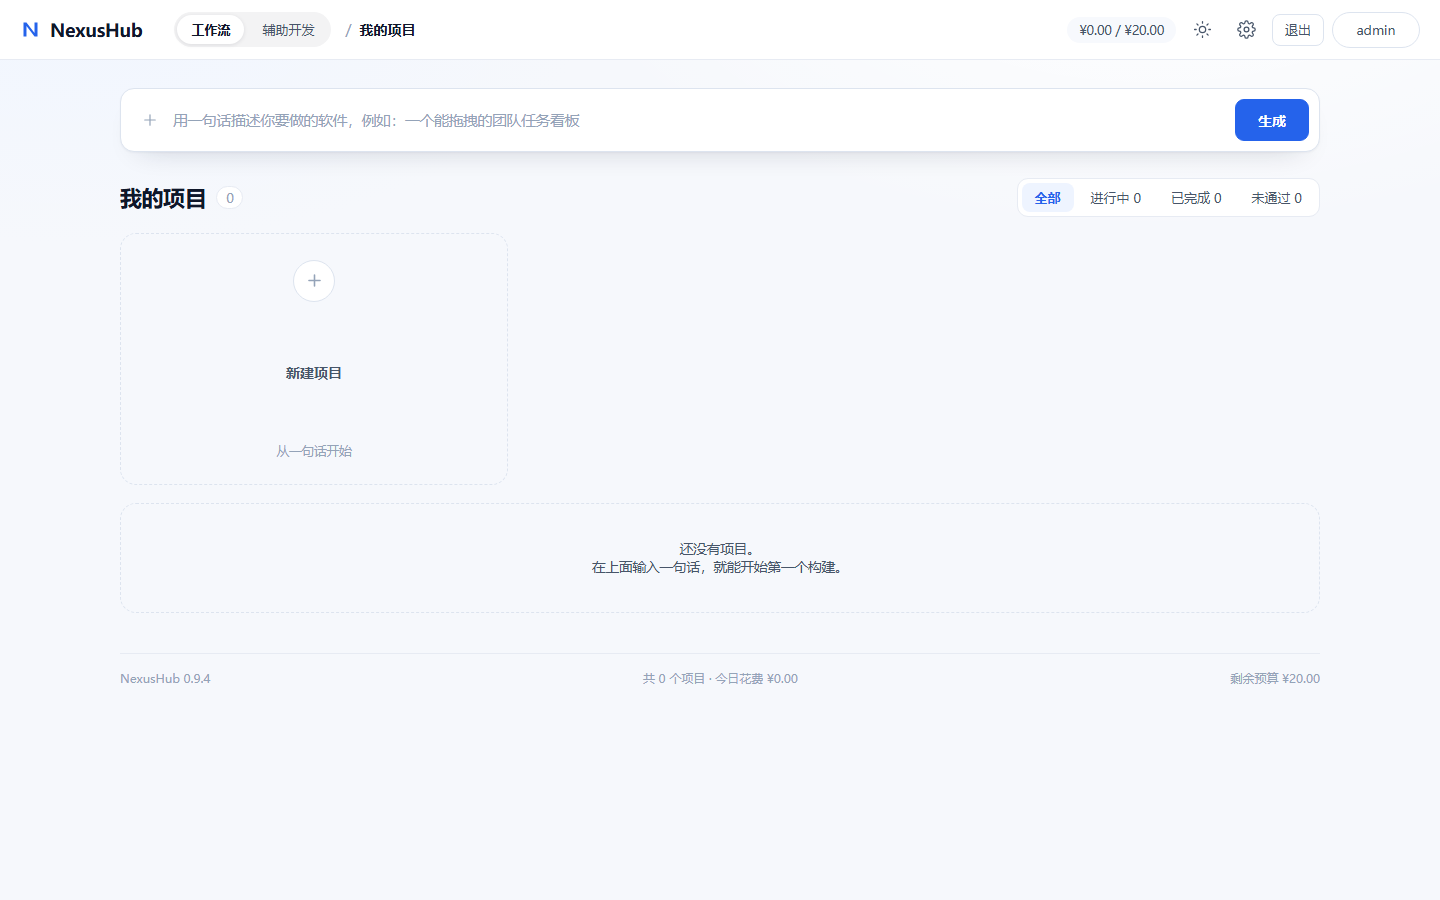 NexusHub 工作流 辅助开发 / 我的项目 ¥0.00 / ¥20.00 退出 admin
用一句话描述你要做的软件，例如：一个能拖拽的团队任务看板 生成
我的项目 0 全部 进行中 0 已完成 0 未通过 0
新建项目
从一句话开始
还没有项目。
在上面输入一句话，就能开始第一个构建。
NexusHub 0.9.4 共 0 个项目 · 今日花费 ¥0.00 剩余预算 ¥20.00